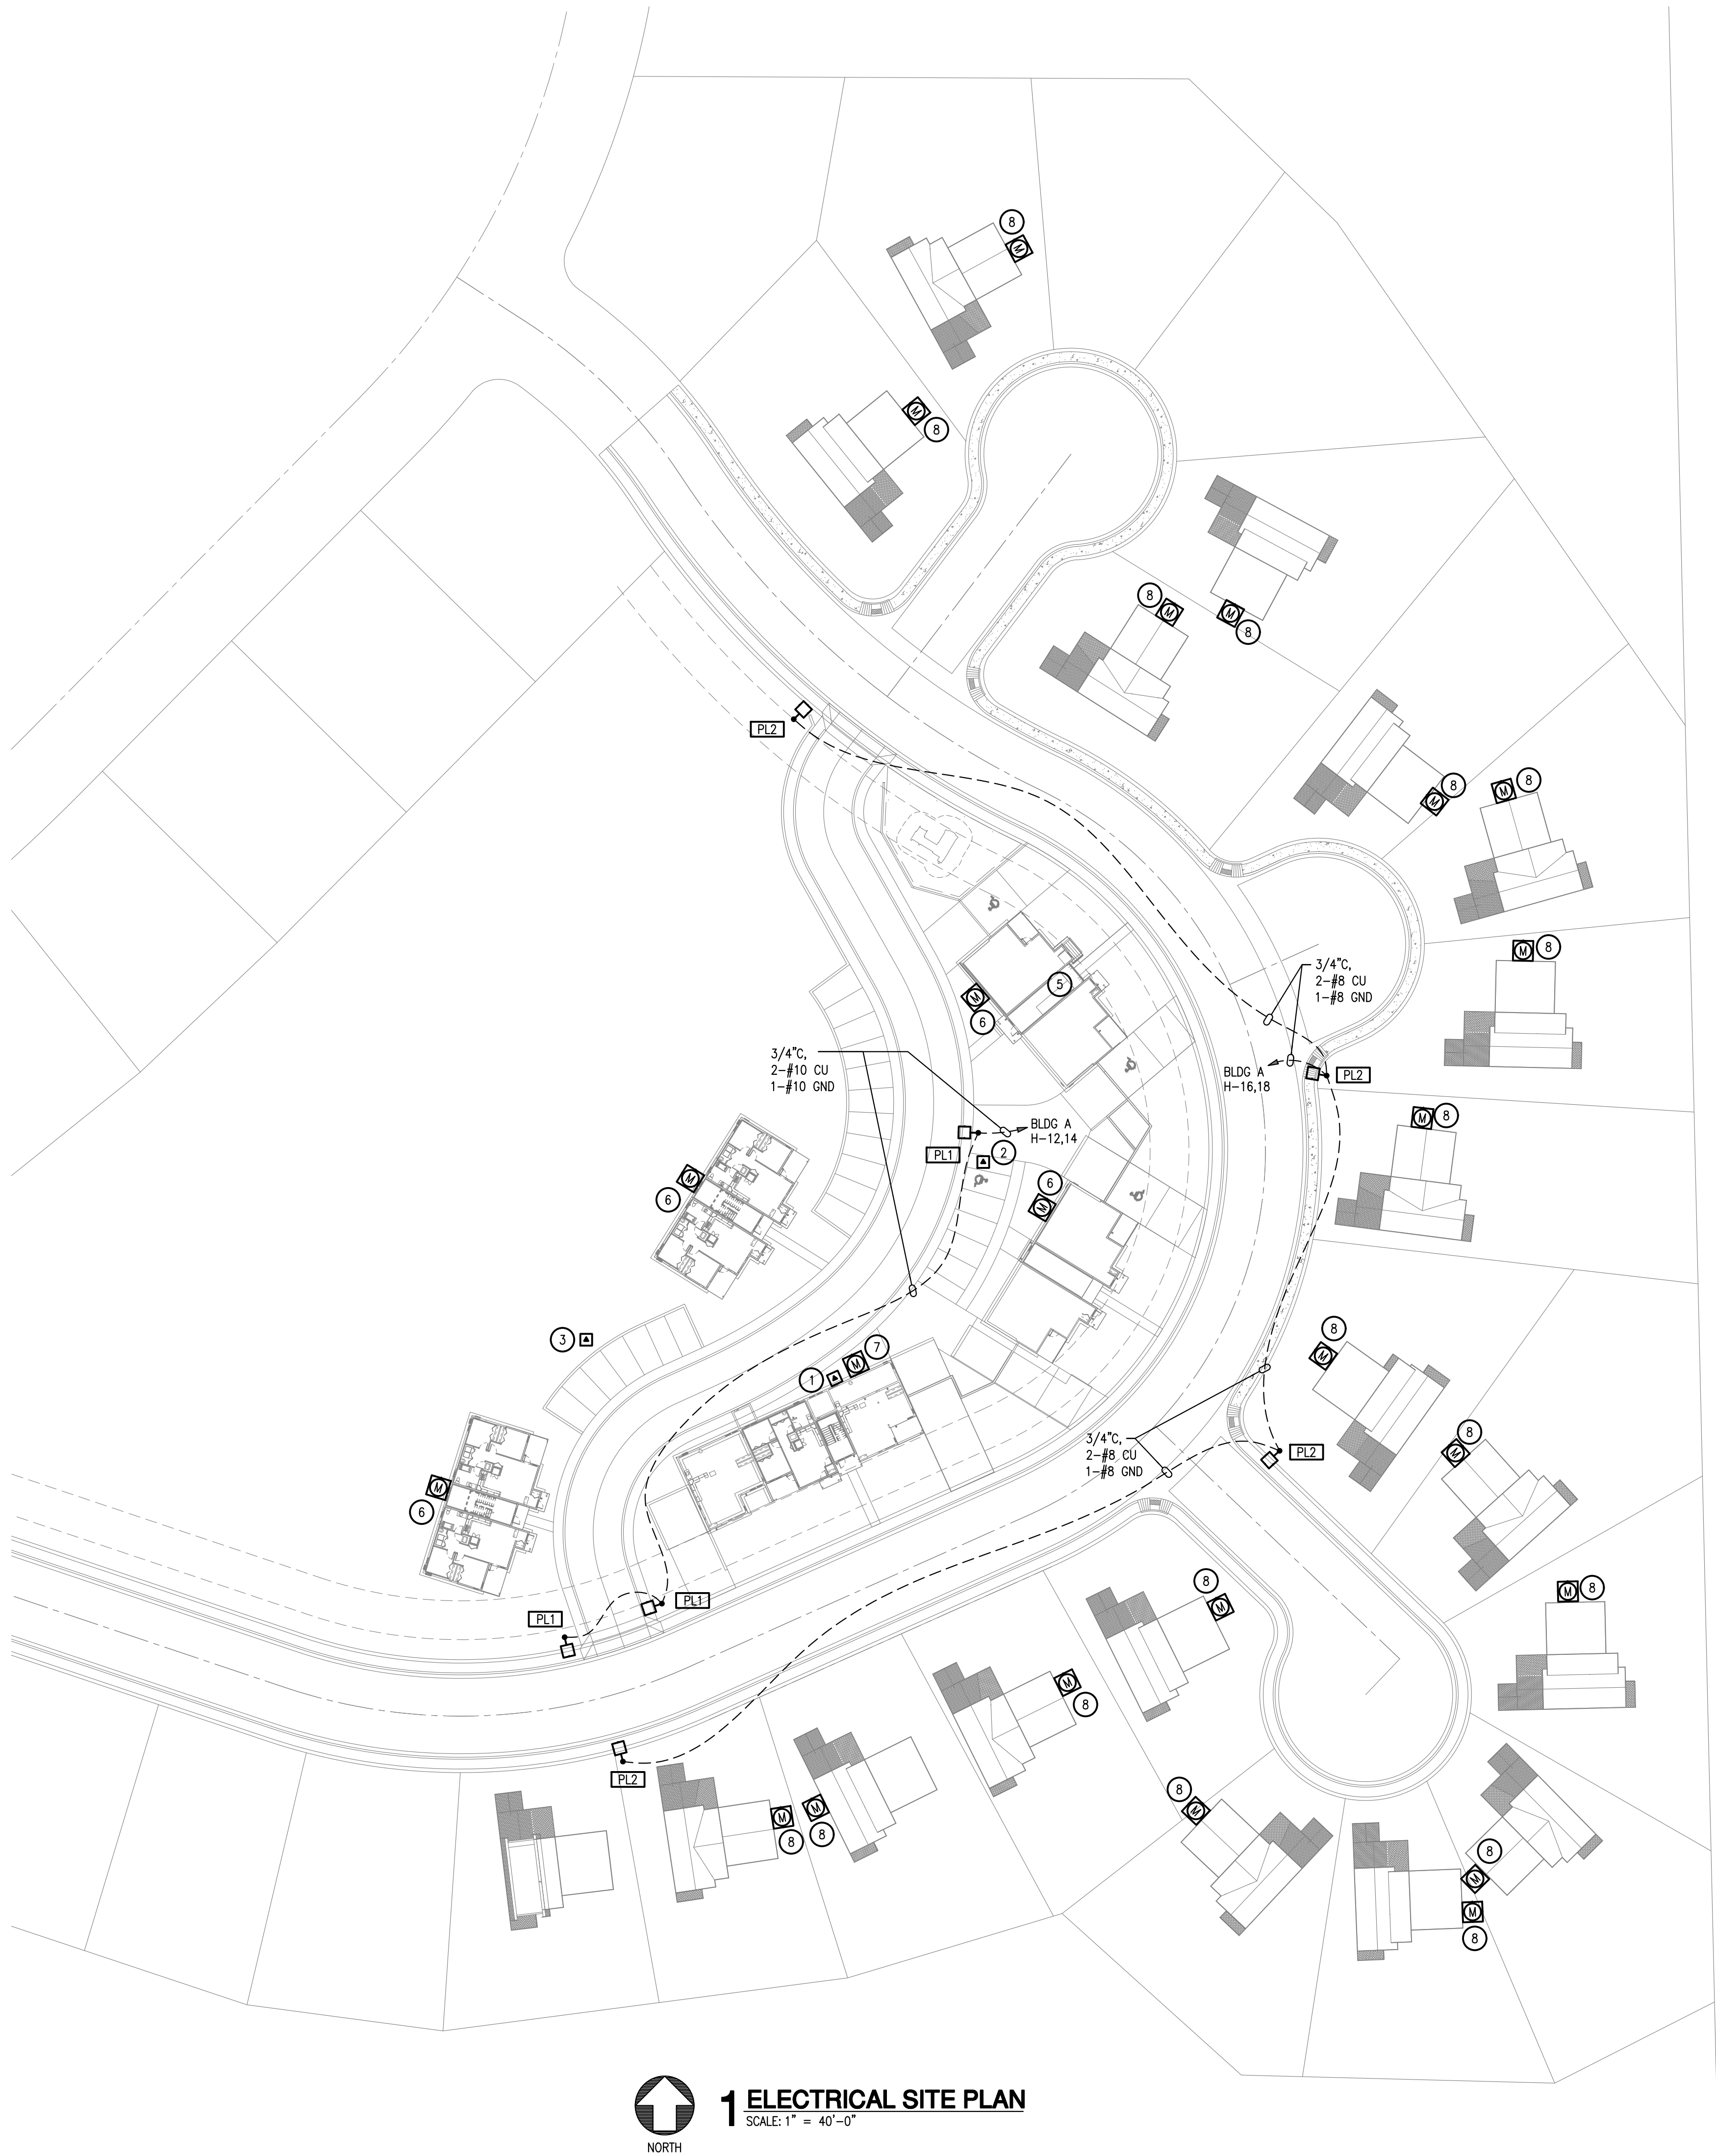 8
M
M
8
8
M
M
8
PL2
8
M
8
M
M
8
3/4"C,
2-#8 CU
1-#8 GND
5
M
6
3/4"C,
2-#10 CU
1-#10 GND
BLDG A
H-16,18
PL2
M
8
BLDG A
H-12,14
PL1
2
M
6
6
M
8
M
3
7
M
1
8
M
3/4"C,
2-#8 CU
1-#8 GND
PL2
M
6
PL1
PL1
8
M
M
8
M
8
PL2
8
M
M
8
M
8
8
M
M
8
1 ELECTRICAL SITE PLAN
SCALE: 1" = 40'-0"
NORTH